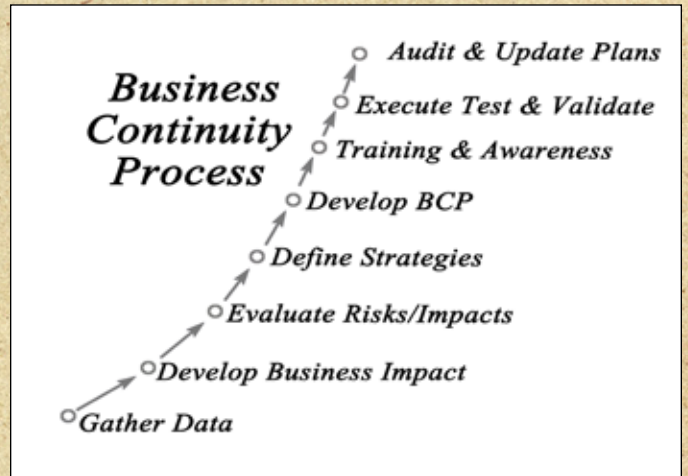 Business
Continuity
Process
Audit & Update Plans
Execute Test & Validate
Training & Awareness
Develop BCP
Define Strategies
Evaluate Risks/Impacts
Develop Business Impact
Gather Data